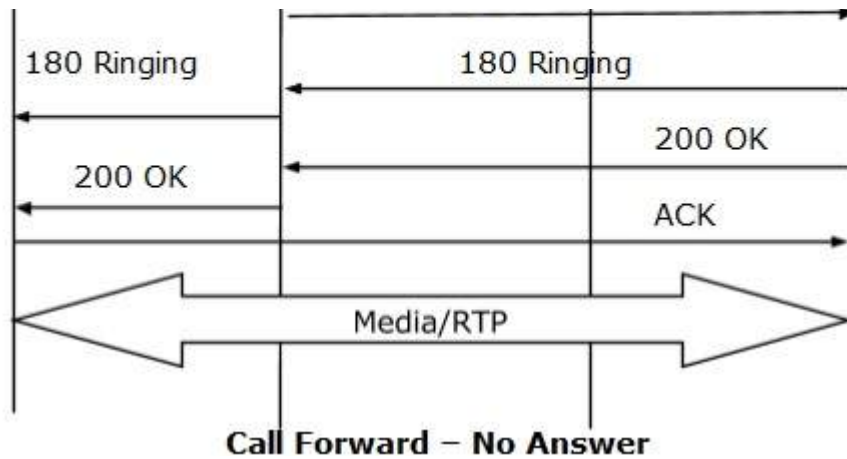 180 Ringing
180 Ringing
200 OK
200 OK
ACK
Media/RTP
Call Forward – No Answer